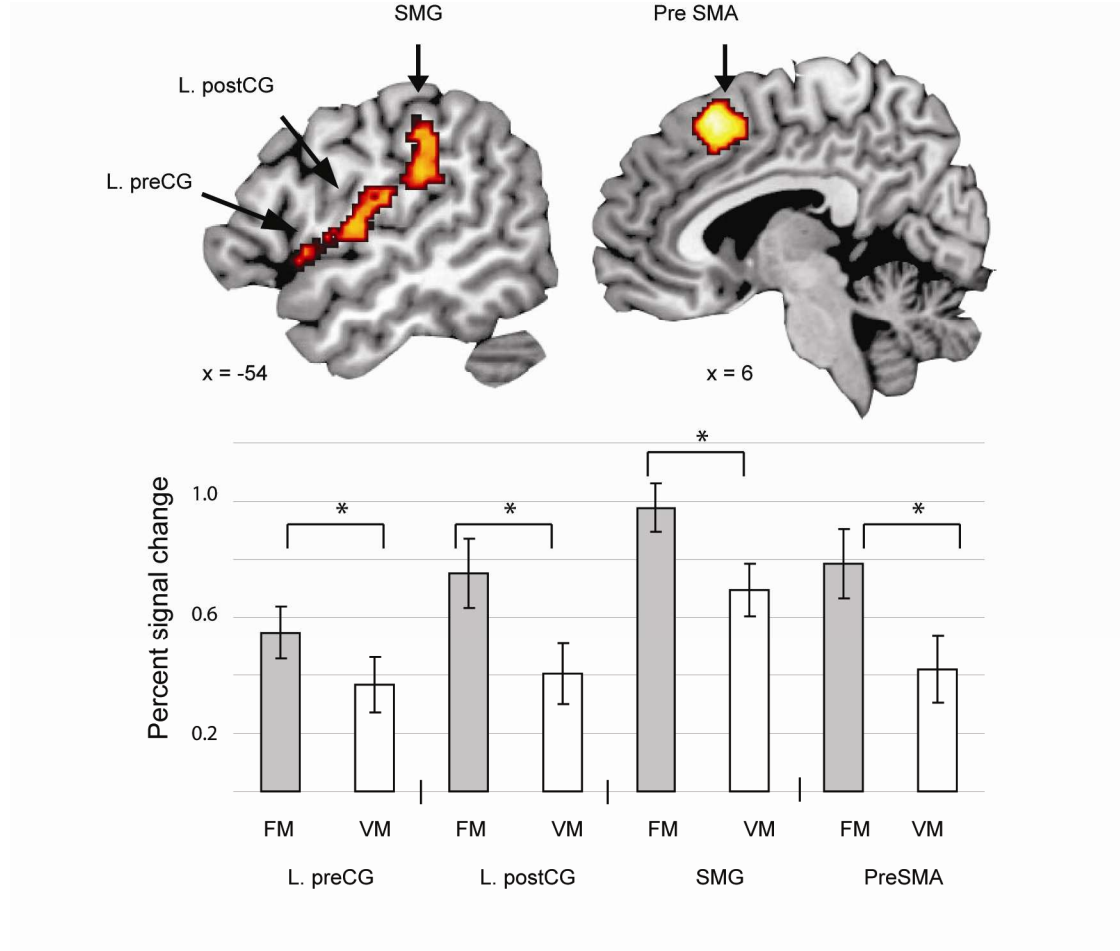 SMG
Pre SMA
L. postCG
L. preCG
x = -54
x = 6
*
*
*
*
Percent signal change
1.0
0.6
0.2
FM
VM
FM
VM
FM
VM
FM
VM
L. preCG
L. postCG
SMG
PreSMA